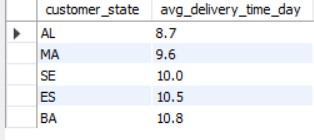 customer_state avg_delivery_time_day
AL 8.7
MA 9.6
SE 10.0
ES 10.5
BA 10.8